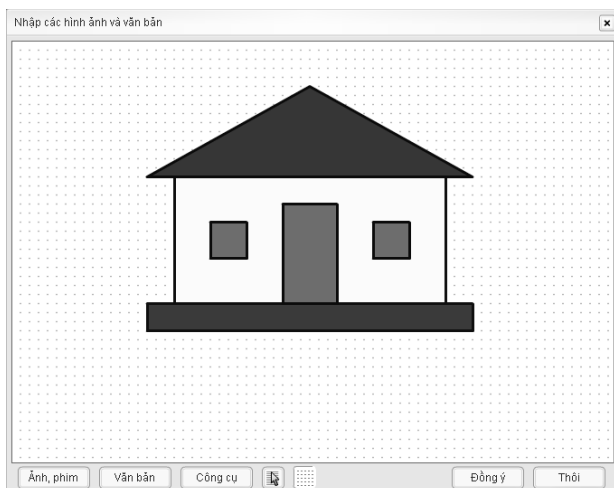 Nhập các hình ảnh và văn bản
Ảnh, phim Văn bản Công cụ Đồng ý Thôi